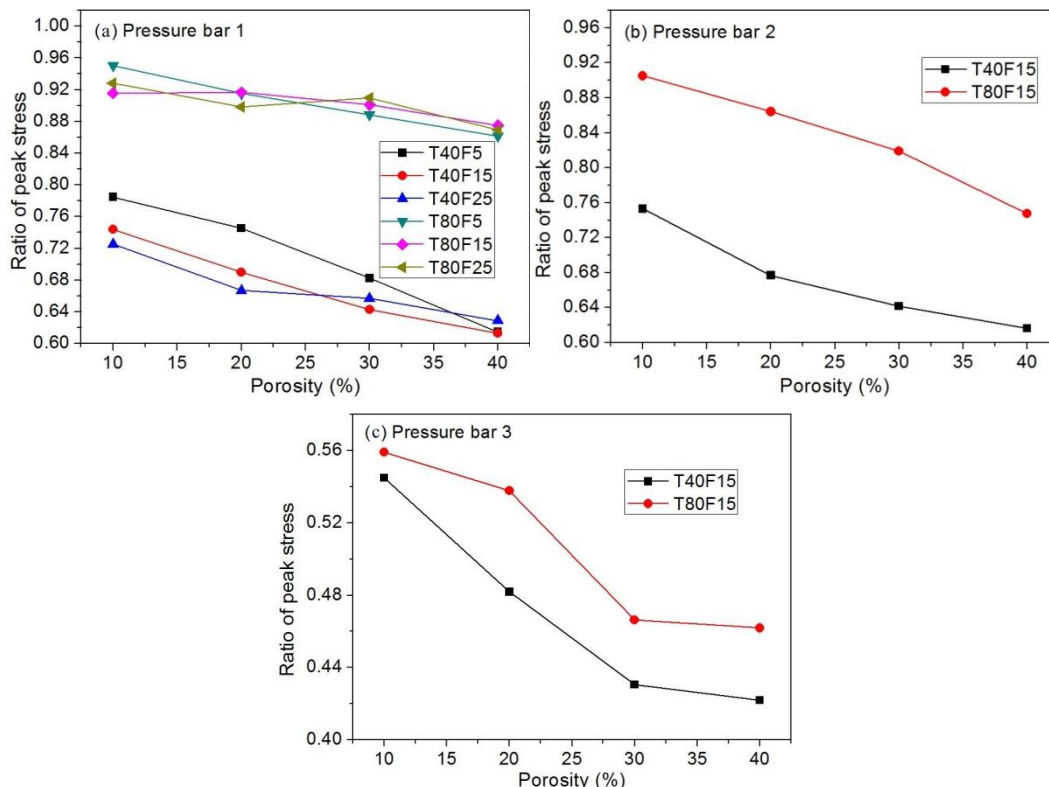 (a) Pressure bar 1
Ratio of peak stress
1.00
0.96
0.92
0.88
0.84
0.80
0.76
0.72
0.68
0.64
0.60
T40F5
T40F15
T40F25
T80F5
T80F15
T80F25
10 15 20 25 30 35 40
Porosity (%)
(b) Pressure bar 2
Ratio of peak stress
0.96
0.92
0.88
0.84
0.80
0.76
0.72
0.68
0.64
0.60
T40F15
T80F15
10 15 20 25 30 35 40
Porosity (%)
(c) Pressure bar 3
Ratio of peak stress
0.56
0.52
0.48
0.44
0.40
T40F15
T80F15
10 15 20 25 30 35 40
Porosity (%)